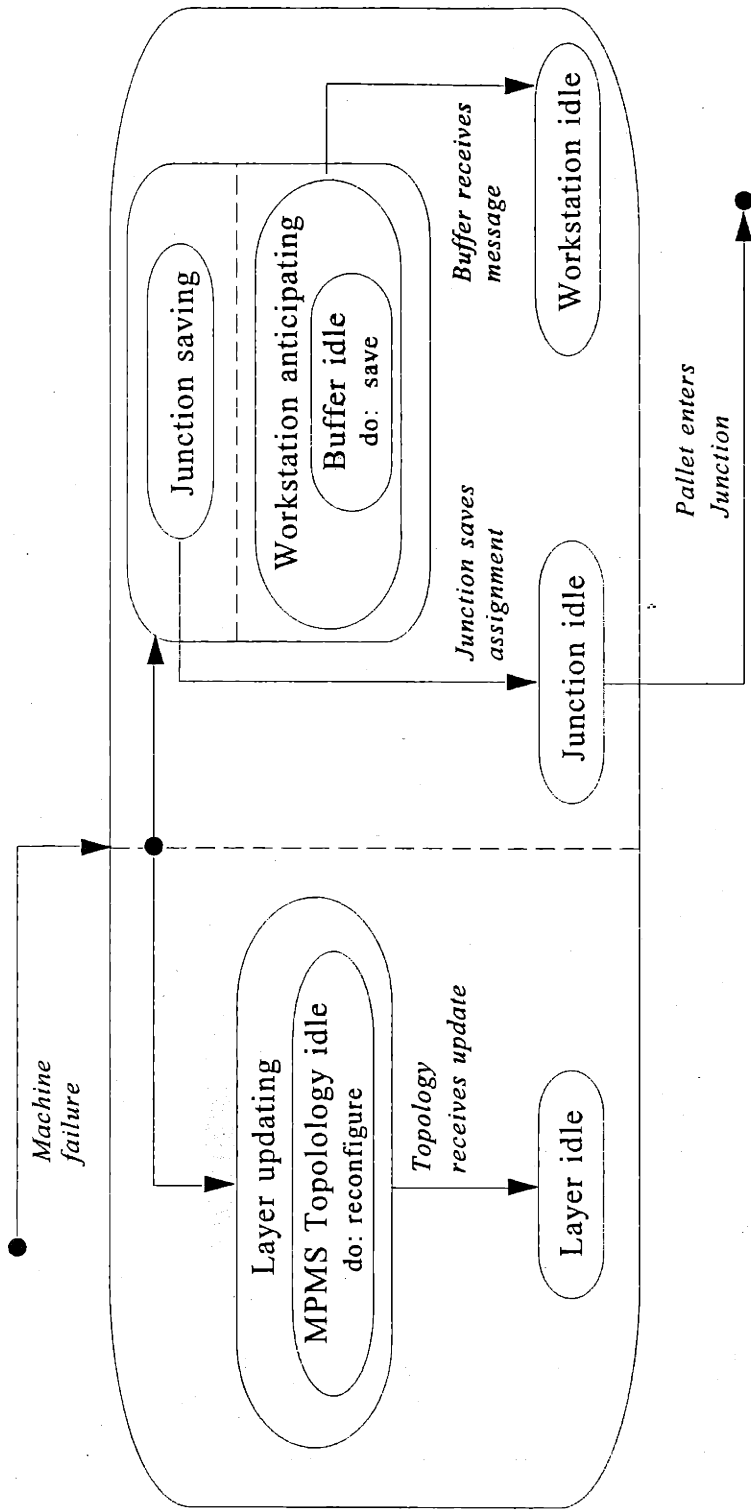 Machine
failure
Layer updating
MPMS Topolology idle
do: reconfigure
Topology
receives update
Layer idle
Junction saving
Workstation anticipating
Buffer idle
do: save
Junction saves
assignment
Buffer receives
message
Junction idle
Workstation idle
Pallet enters
Junction